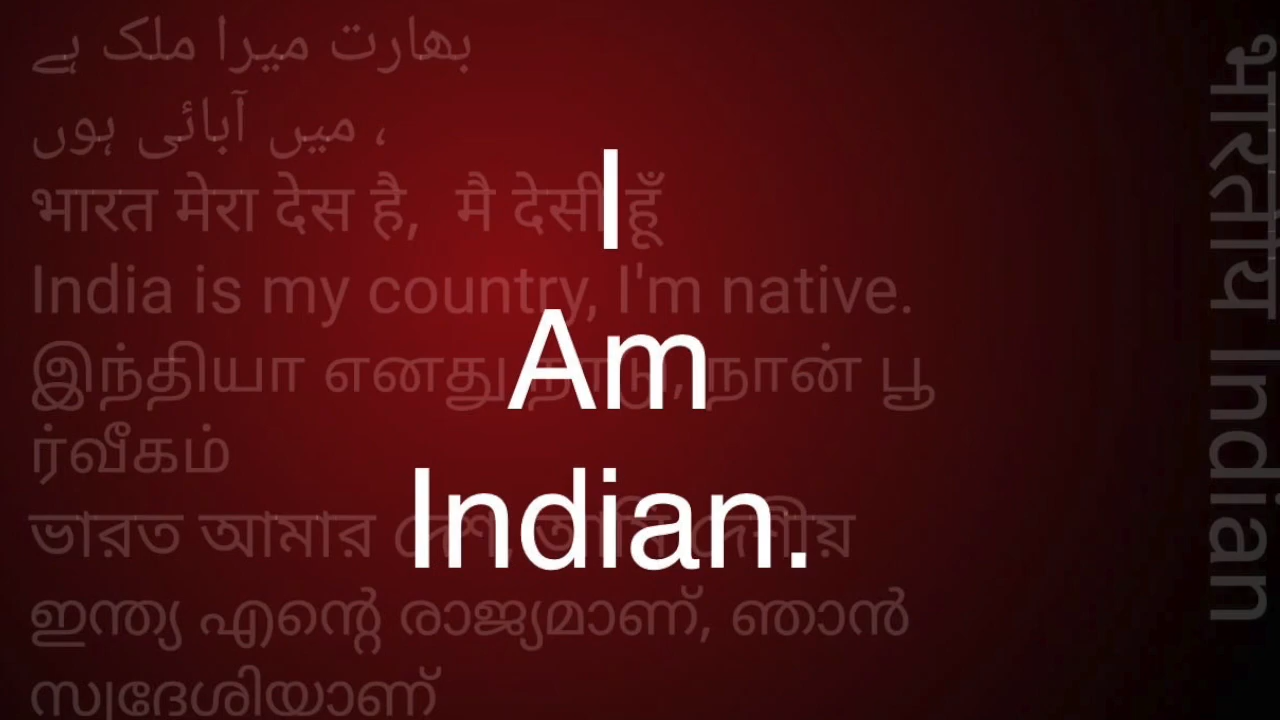 بھارت میرا ملک ہے
، میں آبائی ہوں
भारत मेरा देस है, मै देसी हूँ
India is my country, I'm native.
இந்தியா எனது நாடு, நான் பூ
ர்வீகம்
ভারত আমার দেশ, আমি দেশীয়
ഇന്ത്യ എന്റെ രാജ്യമാണ്, ഞാൻ
സ്വദേശിയാണ്
I
Am
Indian.
भारतीय Indian